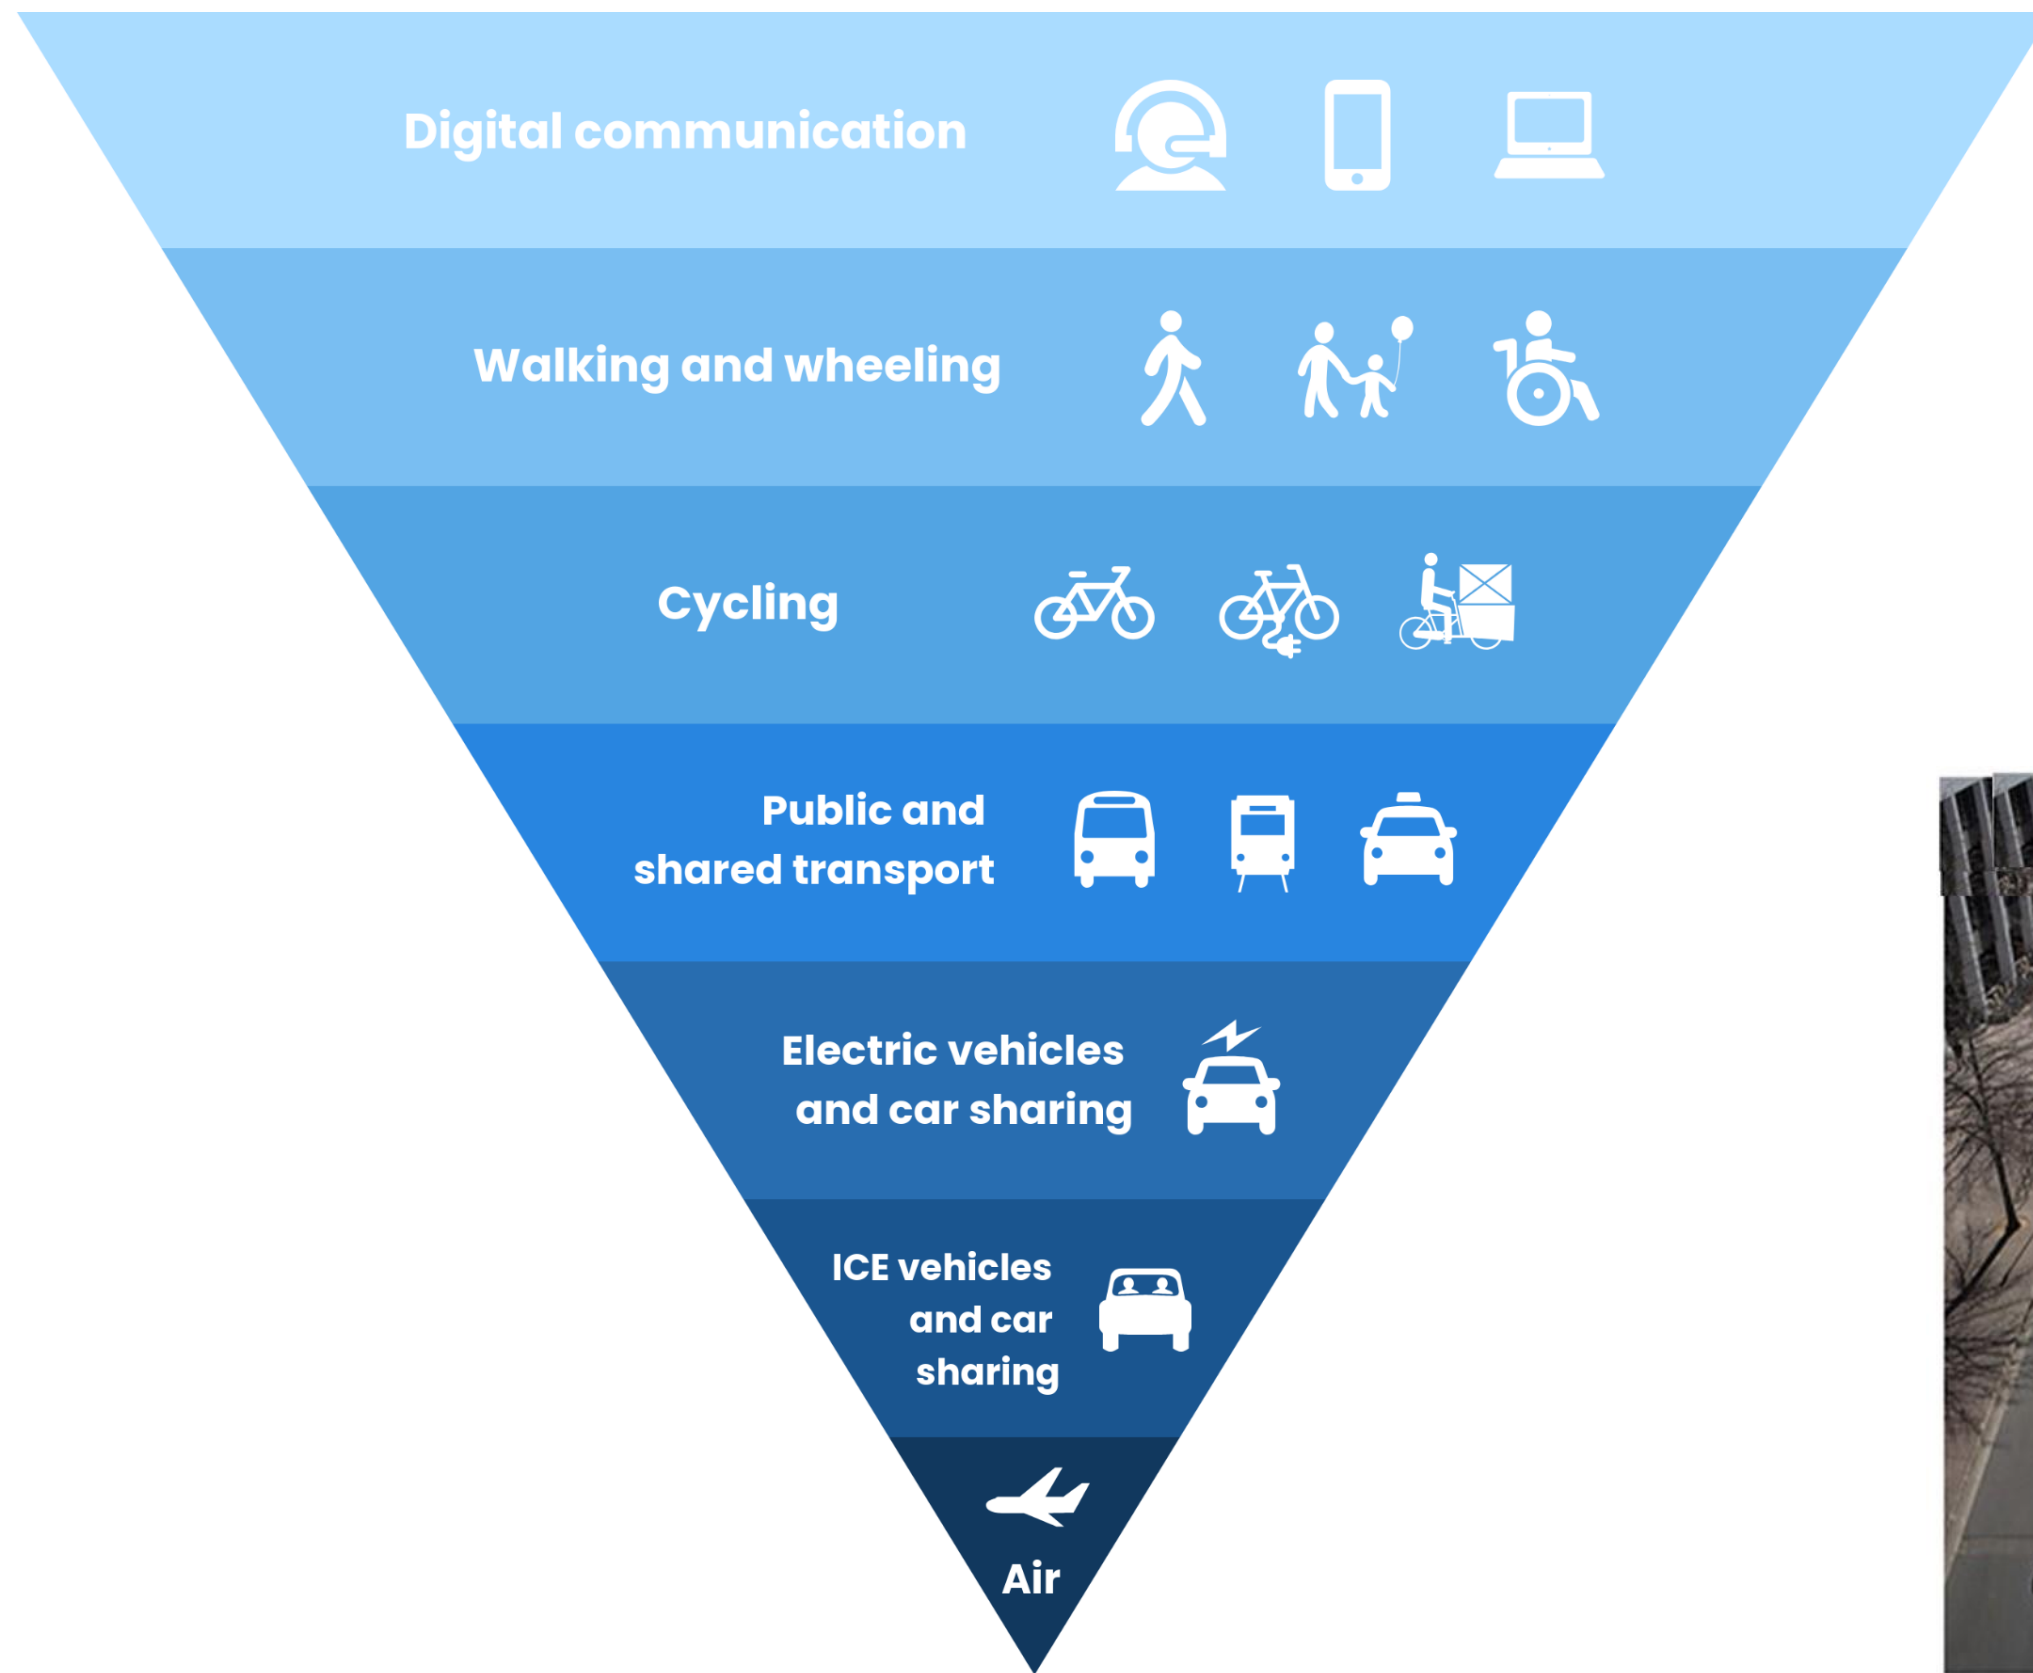 Digital communication
Walking and wheeling
Cycling
Public and
shared transport
Electric vehicles
and car sharing
ICE vehicles
and car
sharing
Air